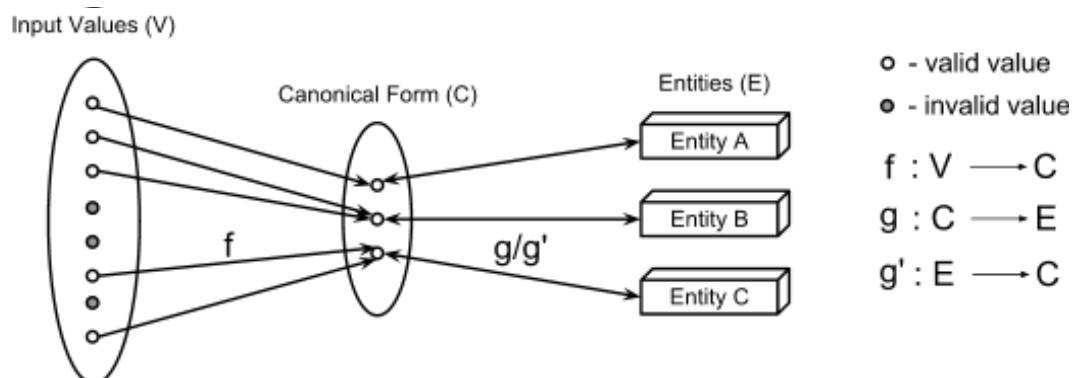 Input Values (V)
Canonical Form (C)
Entities (E)
Entity A
Entity B
Entity C
f
g/g'
- valid value
- invalid value
f : V → C
g : C → E
g' : E → C